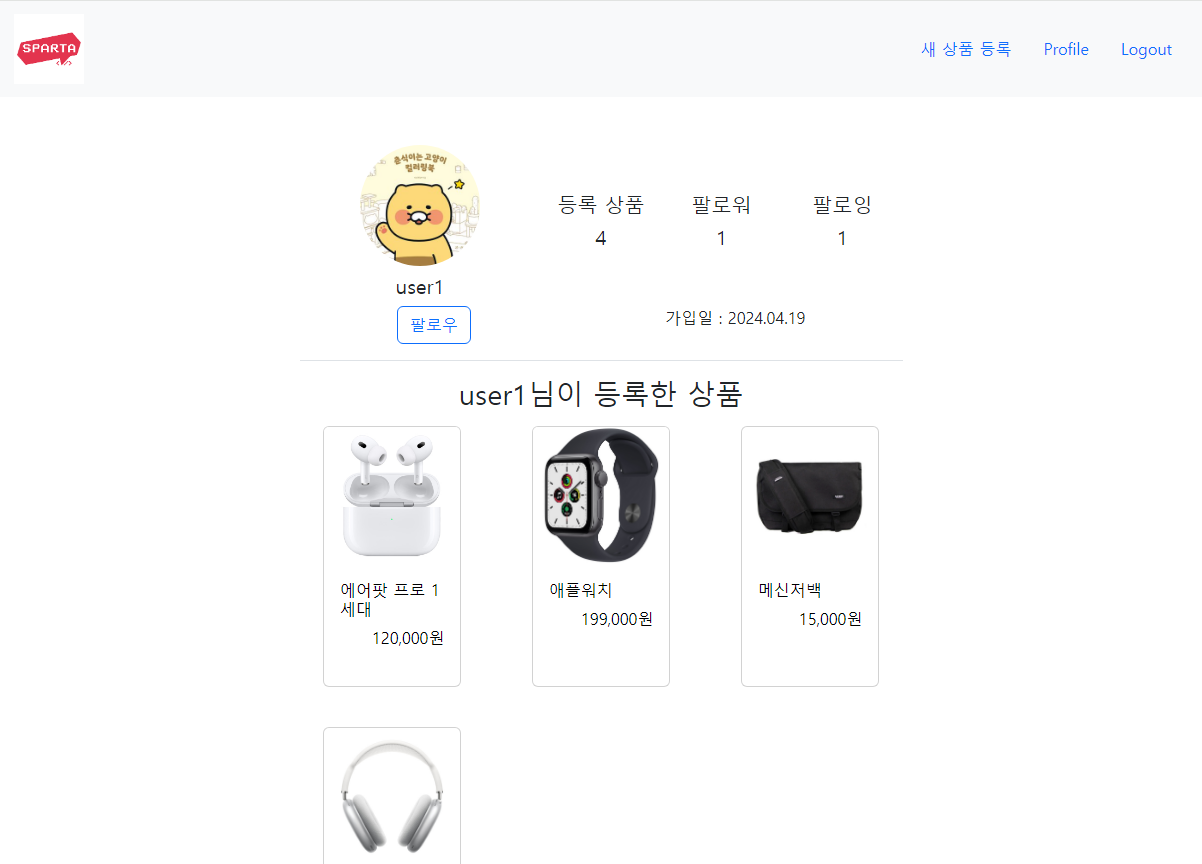 SPARTA
</>
새 상품 등록 Profile Logout
춘식이는 고양이
컬러링북
등록 상품 팔로워 팔로잉
4 1 1
user1
팔로우
가입일 : 2024.04.19
user1님이 등록한 상품
에어팟 프로 1
세대
120,000원
애플워치
199,000원
메신저백
15,000원